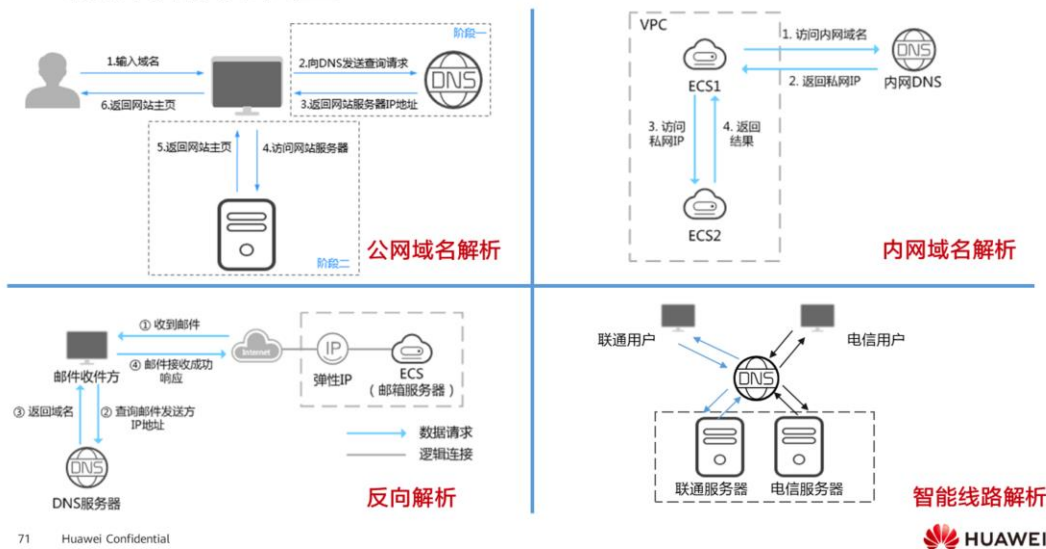 阶段一
1.输入域名
2.向DNS发送查询请求
DNS
6.返回网站主页
3.返回网站服务器IP地址
5.返回网站主页
4.访问网站服务器
阶段二
公网域名解析
VPC
1. 访问内网域名
DNS
ECS1
2. 返回私网IP
内网DNS
3. 访问
私网IP
4. 返回
结果
ECS2
内网域名解析
① 收到邮件
Internet
IP
④ 邮件接收成功
响应
邮件收件方
弹性IP
ECS
(邮箱服务器)
③ 返回域名
② 查询邮件发送方
IP地址
数据请求
逻辑连接
DNS
DNS服务器
反向解析
联通用户
电信用户
DNS
联通服务器
电信服务器
智能线路解析
71 Huawei Confidential
HUAWEI